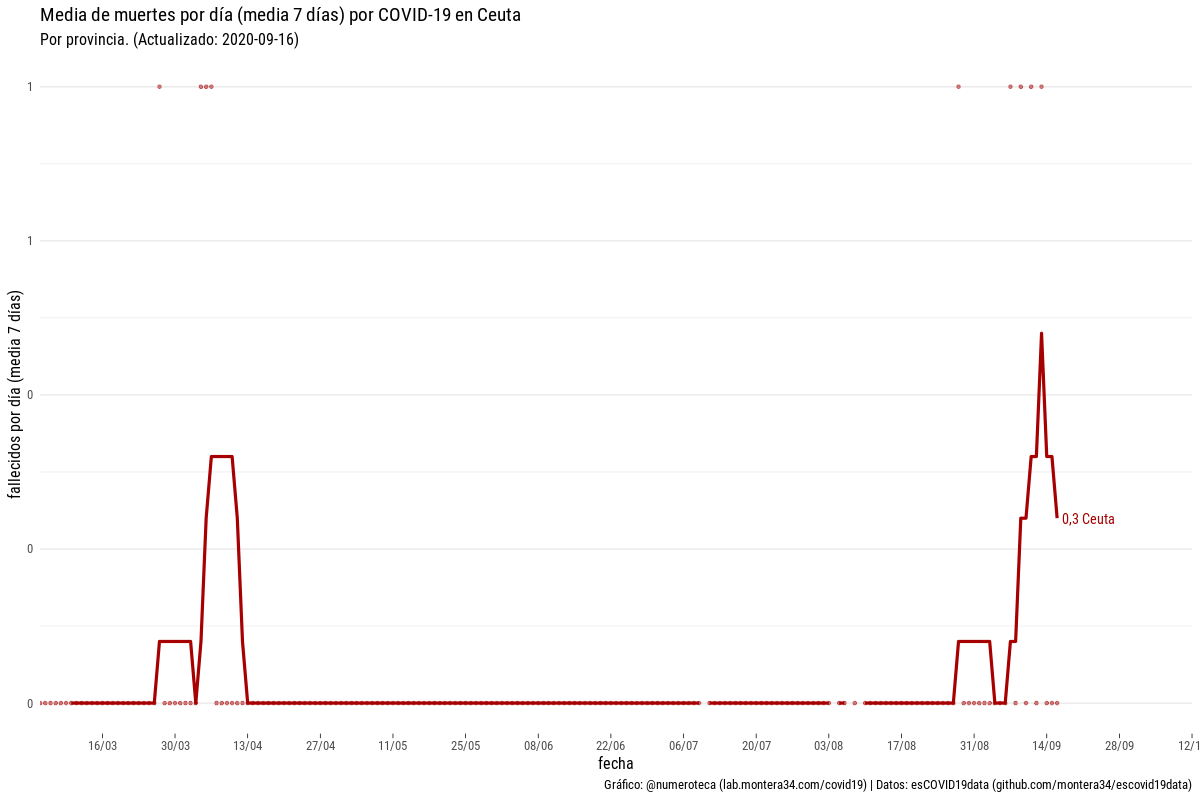 Media de muertes por día (media 7 días) por COVID-19 en Ceuta
Por provincia. (Actualizado: 2020-09-16)
1
1
0
0
0
fallecidos por día (media 7 días)
0,3 Ceuta
16/03 30/03 13/04 27/04 11/05 25/05 08/06 22/06 06/07 20/07 03/08 17/08 31/08 14/09 28/09 12/1
fecha
Gráfico: @numeroteca (lab.montera34.com/covid19) | Datos: esCOVID19data (github.com/montera34/escovid19data)